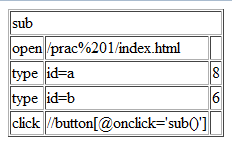 sub
open /prac%201/index.html
type id=a 8
type id=b 6
click //button[@onclick='sub()']